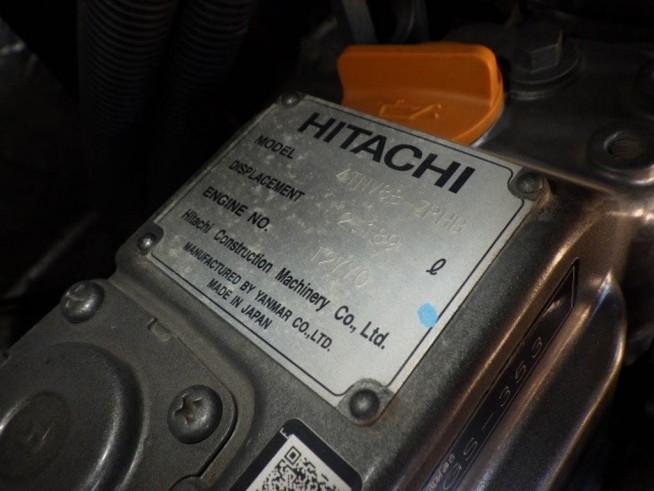 HITACHI
MODEL
DISPLACEMENT ℓ
ENGINE NO.
Hitachi Construction Machinery Co., Ltd.
MANUFACTURED BY YANMAR CO.,LTD.
MADE IN JAPAN